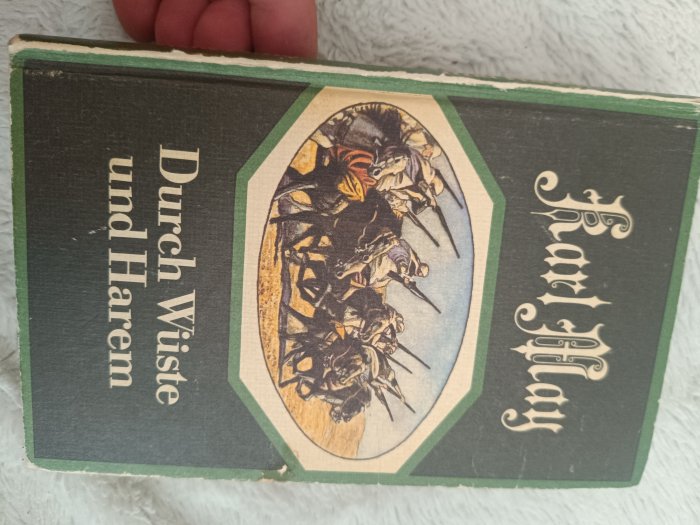 Karl May
Durch Wüste
und Harem